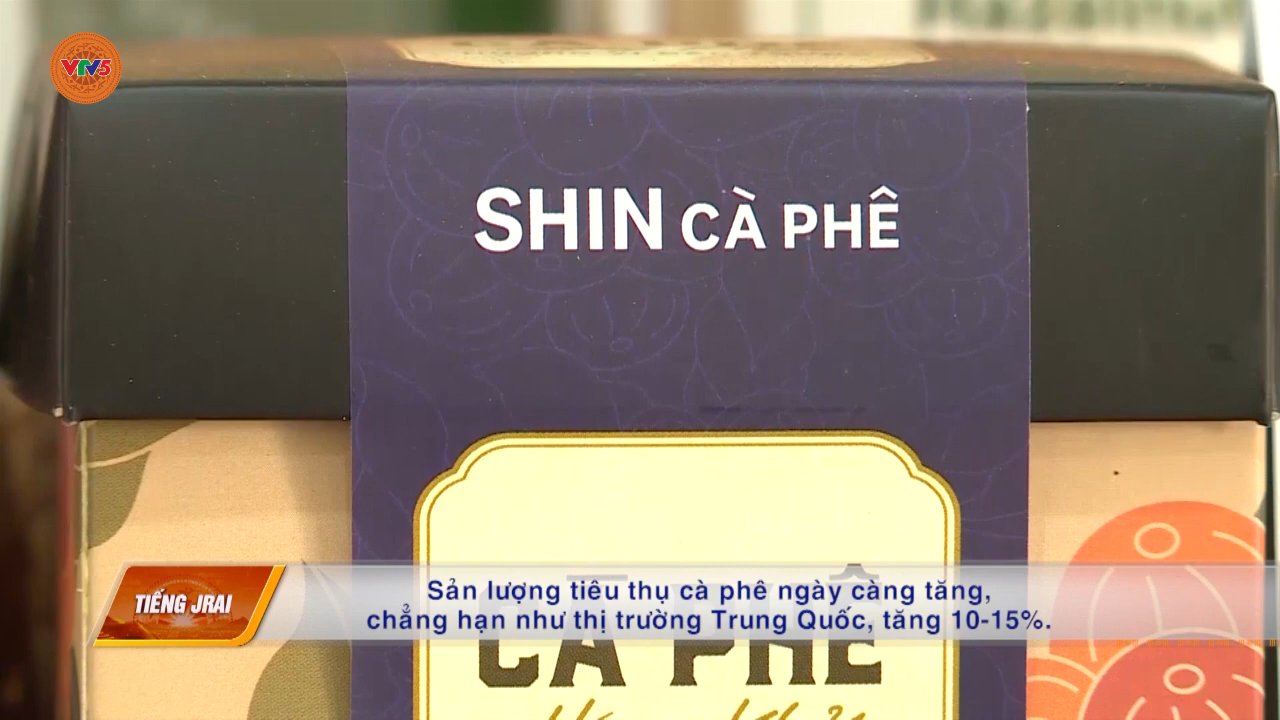 VTV5
SHIN CÀ PHÊ
TIẾNG JRAI
Sản lượng tiêu thụ cà phê ngày càng tăng,
chẳng hạn như thị trường Trung Quốc, tăng 10-15%.
CÀ PHÊ